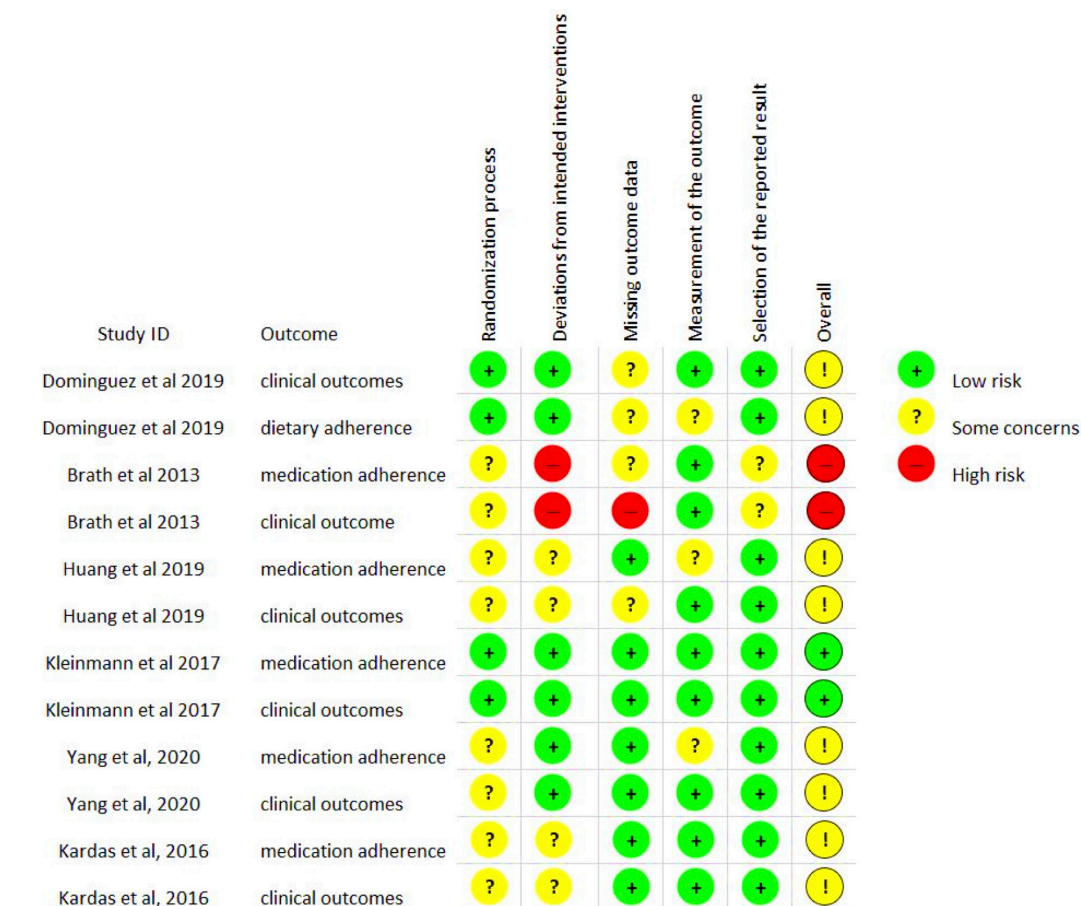 Randomization process
Deviations from intended interventions
Missing outcome data
Measurement of the outcome
Selection of the reported result
Overall
Study ID Outcome
Dominguez et al 2019 clinical outcomes + + ? + + !
Dominguez et al 2019 dietary adherence + + ? ? + !
Brath et al 2013 medication adherence ? − ? + ? −
Brath et al 2013 clinical outcome ? − − + ? −
Huang et al 2019 medication adherence ? ? + ? + !
Huang et al 2019 clinical outcomes ? ? ? + + !
Kleinmann et al 2017 medication adherence + + + + + +
Kleinmann et al 2017 clinical outcomes + + + + + +
Yang et al, 2020 medication adherence ? + + ? + !
Yang et al, 2020 clinical outcomes ? + + + + !
Kardas et al, 2016 medication adherence ? ? + + + !
Kardas et al, 2016 clinical outcomes ? ? + + + !
+ Low risk
? Some concerns
− High risk